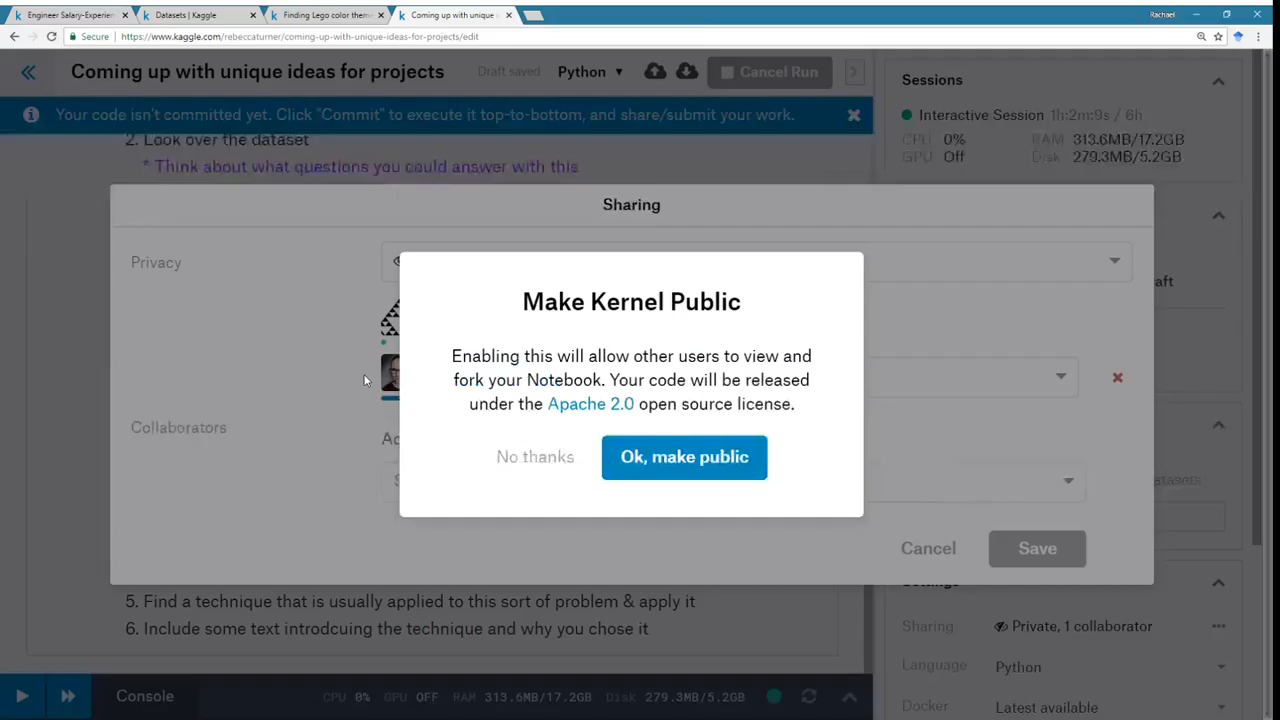 Engineer Salary-Experien
Datasets | Kaggle
Finding Lego color them
Coming up with unique
Rachael
Secure
https://www.kaggle.com/rebeccaturner/coming-up-with-unique-ideas-for-projects/edit
Coming up with unique ideas for projects
Draft saved
Python
Cancel Run
Your code isn't committed yet. Click "Commit" to execute it top-to-bottom, and share/submit your work.
2. Look over the dataset
* Think about what questions you could answer with this
Sessions
Interactive Session 1h:2m:9s / 6h
CPU 0% RAM 313.6MB/17.2GB
GPU Off Disk 279.3MB/5.2GB
Sharing
Privacy
Make Kernel Public
Enabling this will allow other users to view and
fork your Notebook. Your code will be released
under the Apache 2.0 open source license.
No thanks
Ok, make public
Collaborators
Cancel
Save
5. Find a technique that is usually applied to this sort of problem & apply it
6. Include some text introdcuing the technique and why you chose it
Sharing
Private, 1 collaborator
Language
Python
Docker
Latest available
Console
CPU 0% GPU OFF RAM 313.6MB/17.2GB Disk 279.3MB/5.2GB